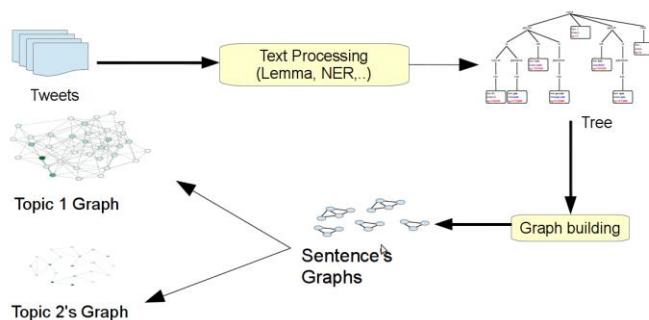 Text Processing
(Lemma, NER,..)
Tweets
Tree
Topic 1 Graph
Graph building
Sentence's
Graphs
Topic 2's Graph